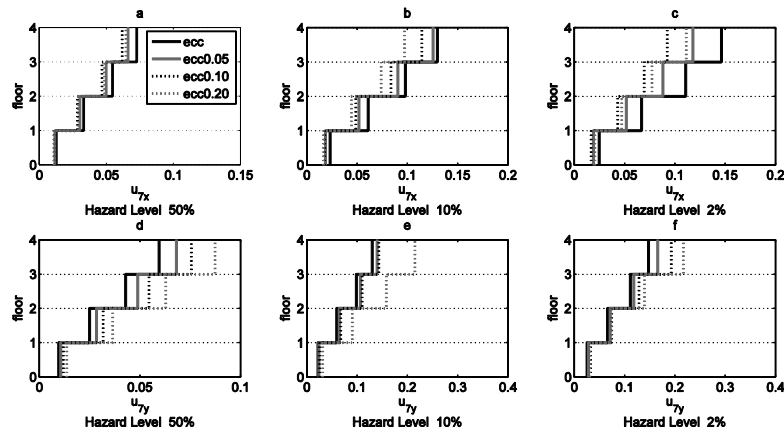 a
b
c
4
3
2
1
0
floor
ecc
ecc0.05
ecc0.10
ecc0.20
0
0.05
0.1
0.15
u7x
Hazard Level 50%
4
3
2
1
0
floor
0
0.05
0.1
0.15
0.2
u7x
Hazard Level 10%
4
3
2
1
0
floor
0
0.05
0.1
0.15
0.2
u7x
Hazard Level 2%
d
e
f
4
3
2
1
0
floor
0
0.05
0.1
u7y
Hazard Level 50%
4
3
2
1
0
floor
0
0.1
0.2
0.3
0.4
u7y
Hazard Level 10%
4
3
2
1
0
floor
0
0.1
0.2
0.3
0.4
u7y
Hazard Level 2%